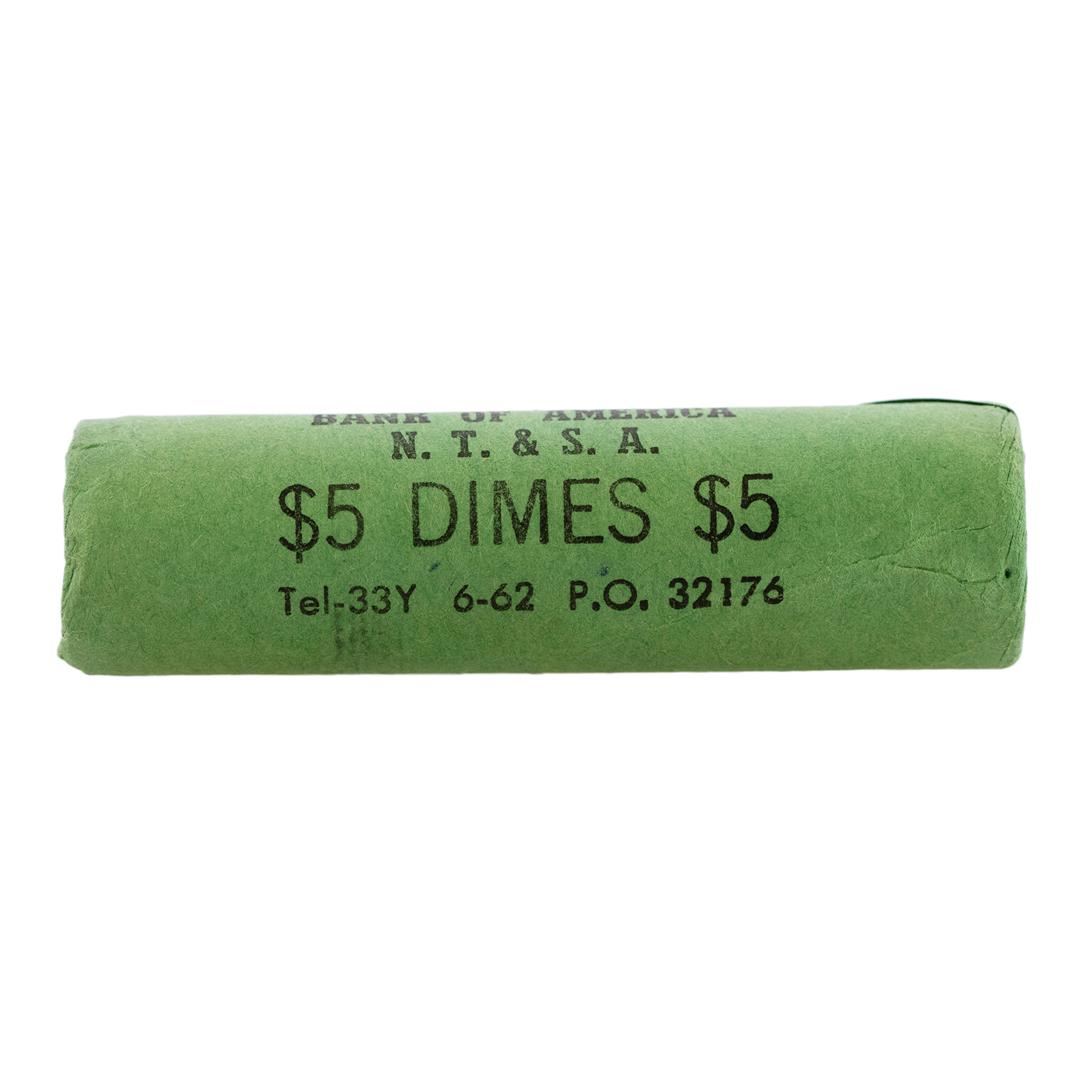 BANK OF AMERICA
N. T. & S. A.
$5 DIMES $5
Tel-33Y 6-62 P.O. 32176